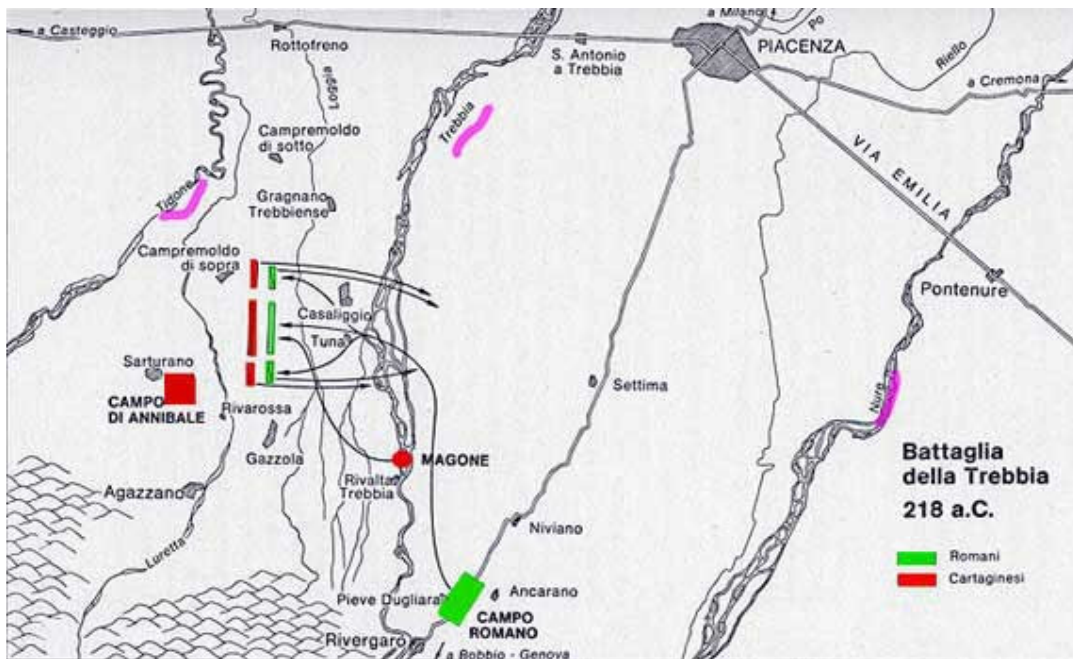 a Casteggio
Rottofreno
Loggia
S. Antonio
a Trebbia
a Milano
Po
PIACENZA
Riello
a Cremona
VIA EMILIA
Trebbia
Campremoldo
di sotto
Tidone
Gragnano
Trebbiense
Campremoldo
di sopra
Pontenure
Casaliggio
Tuna
Sarturano
CAMPO
DI ANNIBALE
Rivarossa
Settima
Nure
Gazzola
MAGONE
Rivalta
Trebbia
Agazzano
Luretta
Niviano
Battaglia
della Trebbia
218 a.C.
Romani
Cartaginesi
Pieve Dugliara
Ancarano
CAMPO
ROMANO
Rivergaro
a Bobbio - Genova